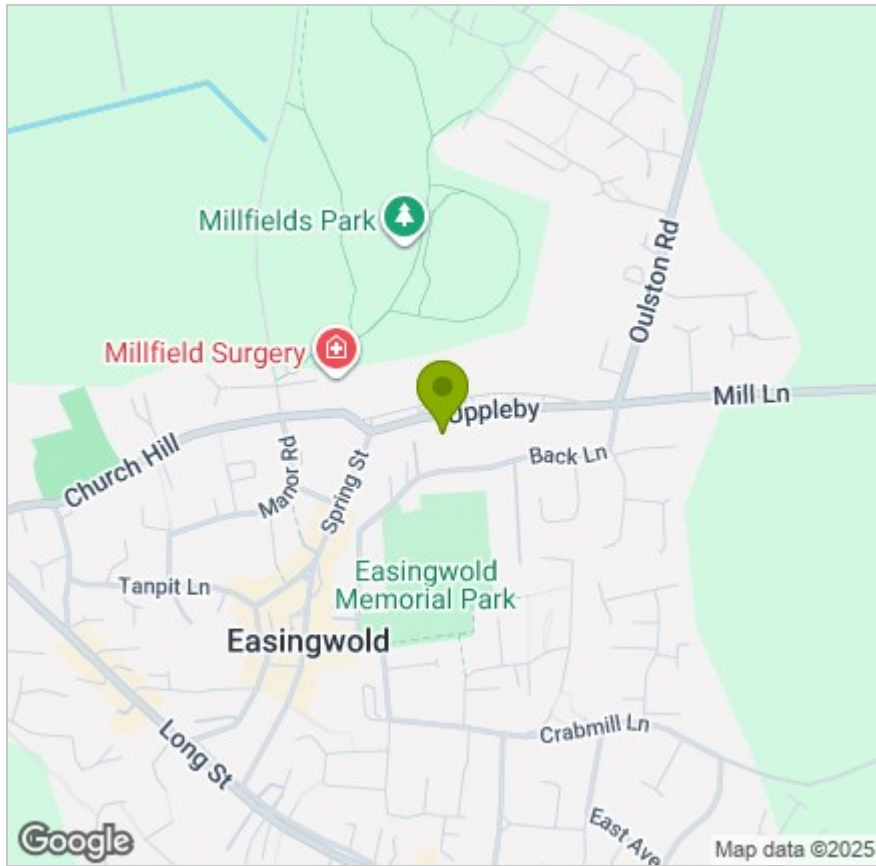 Millfields Park
Oulston Rd
Millfield Surgery
Uppleby
Mill Ln
Church Hill
Manor Rd
Spring St
Back Ln
Easingwold
Memorial Park
Tanpit Ln
Easingwold
Long St
Crabmill Ln
East Ave
Google
Map data ©2025